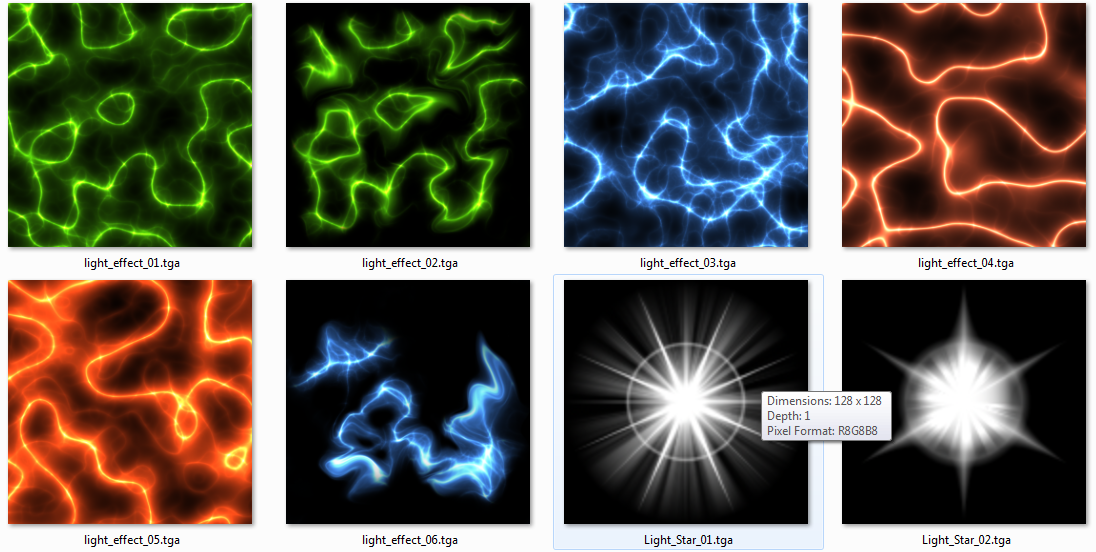 light_effect_01.tga
light_effect_02.tga
light_effect_03.tga
light_effect_04.tga
Dimensions: 128 x 128
Depth: 1
Pixel Format: R8G8B8
light_effect_05.tga
light_effect_06.tga
Light_Star_01.tga
Light_Star_02.tga